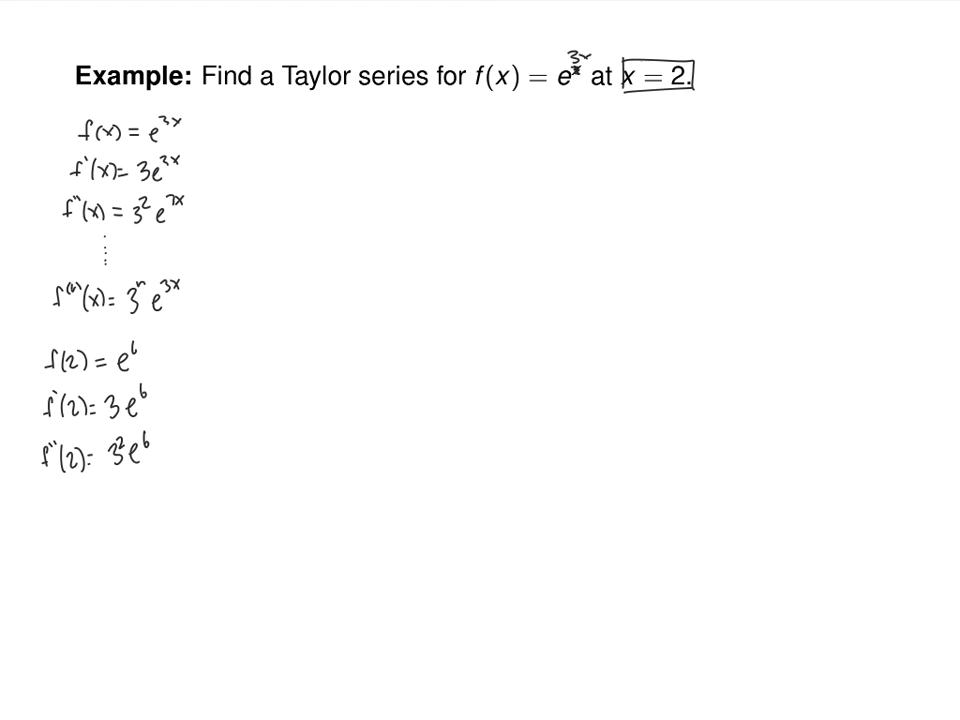 Example: Find a Taylor series for f(x) = e^{3x} at x = 2.
f(x) = e^{3x}
f'(x) = 3e^{3x}
f''(x) = 3^2 e^{3x}
⋮
f^{(n)}(x) = 3^n e^{3x}
f(2) = e^6
f'(2) = 3e^6
f''(2) = 3^2 e^6